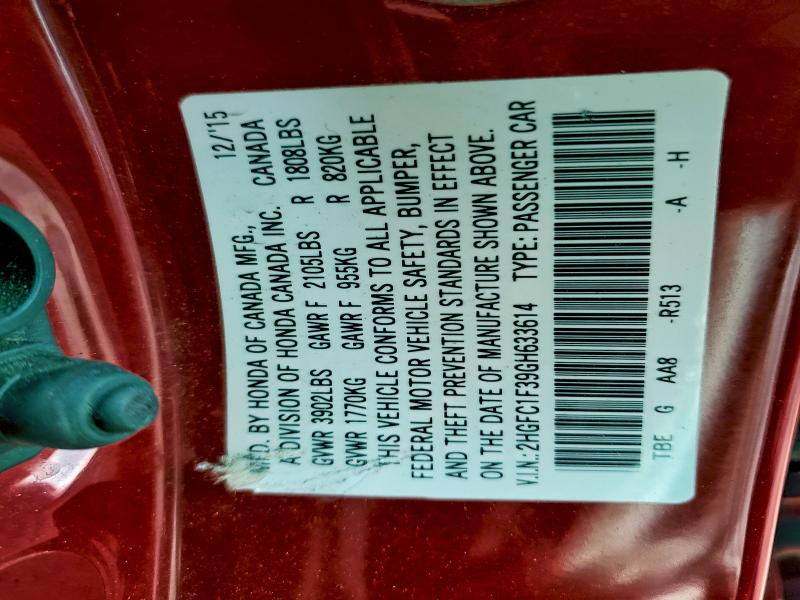 MFD. BY HONDA OF CANADA MFG., 12/'15
A DIVISION OF HONDA CANADA INC. CANADA
GVWR 3902LBS GAWR F 2105LBS R 1808LBS
GVWR 1770KG GAWR F 955KG R 820KG
THIS VEHICLE CONFORMS TO ALL APPLICABLE
FEDERAL MOTOR VEHICLE SAFETY, BUMPER,
AND THEFT PREVENTION STANDARDS IN EFFECT
ON THE DATE OF MANUFACTURE SHOWN ABOVE.
V.I.N.: 2HGFC1F39GH633614 TYPE: PASSENGER CAR
TBE G AA8 -R513 -A -H